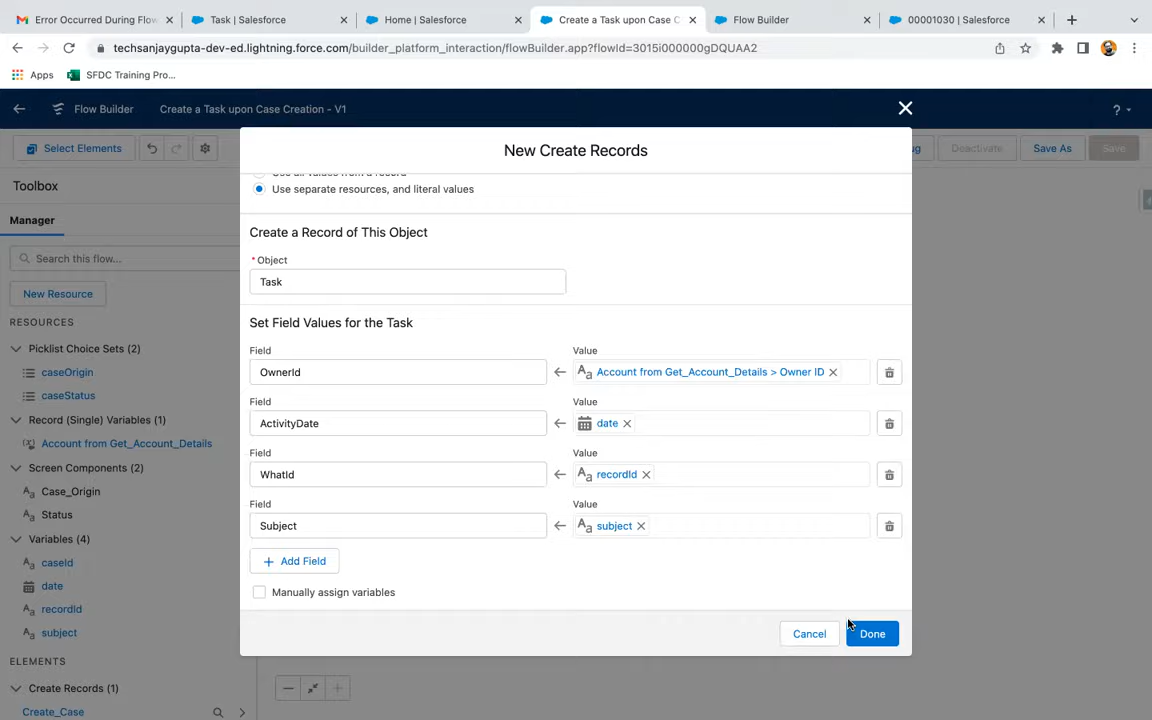 Error Occurred During Flow
Task | Salesforce
Home | Salesforce
Create a Task upon Case C
Flow Builder
00001030 | Salesforce
techsanjaygupta-dev-ed.lightning.force.com/builder_platform_interaction/flowBuilder.app?flowId=3015i000000gDQUAA2
Apps
SFDC Training Pro...
Flow Builder
Create a Task upon Case Creation - V1
?
Select Elements
Deactivate
Save As
Save
New Create Records
Toolbox
Manager
Search this flow...
New Resource
RESOURCES
Picklist Choice Sets (2)
caseOrigin
caseStatus
Record (Single) Variables (1)
Account from Get_Account_Details
Screen Components (2)
Case_Origin
Status
Variables (4)
caseId
date
recordId
subject
ELEMENTS
Create Records (1)
Create_Case
Use separate resources, and literal values
Create a Record of This Object
* Object
Task
Set Field Values for the Task
Field
Value
OwnerId
Aa Account from Get_Account_Details > Owner ID
Field
Value
ActivityDate
date
Field
Value
WhatId
Aa recordId
Field
Value
Subject
Aa subject
+ Add Field
Manually assign variables
Cancel
Done